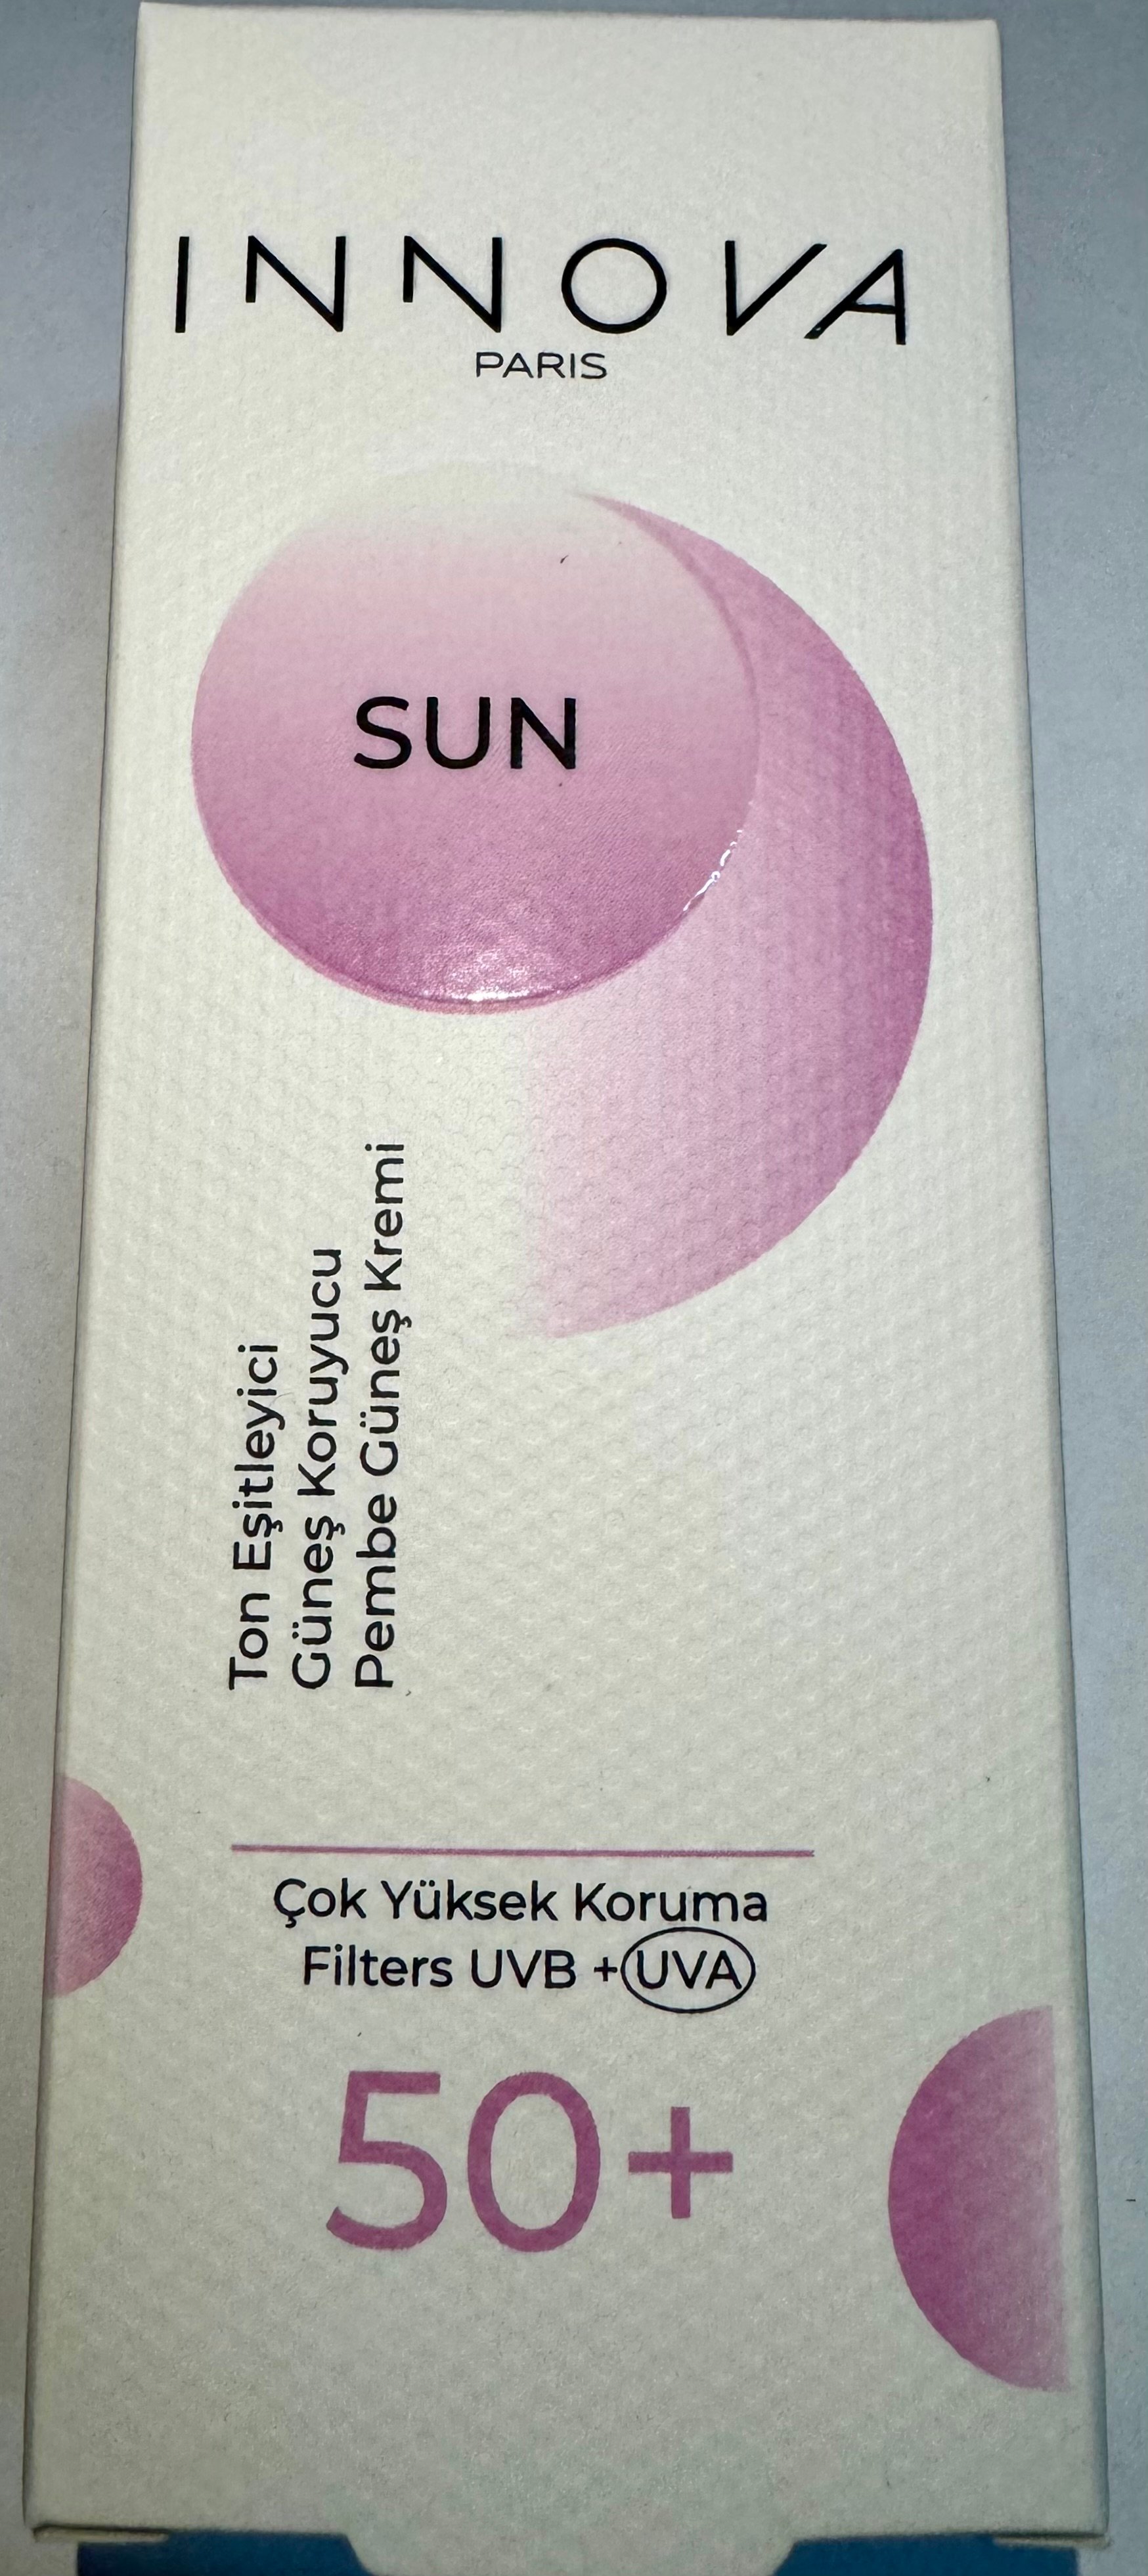 INNOVA
PARIS
SUN
Ton Eşitleyici
Güneş Koruyucu
Pembe Güneş Kremi
Çok Yüksek Koruma
Filters UVB + UVA
50+